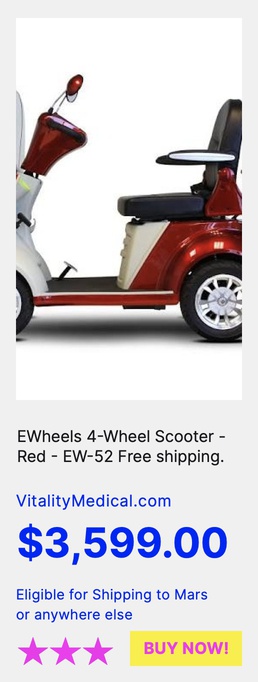 EWheels 4-Wheel Scooter -
Red - EW-52 Free shipping.
VitalityMedical.com
$3,599.00
Eligible for Shipping to Mars
or anywhere else
BUY NOW!